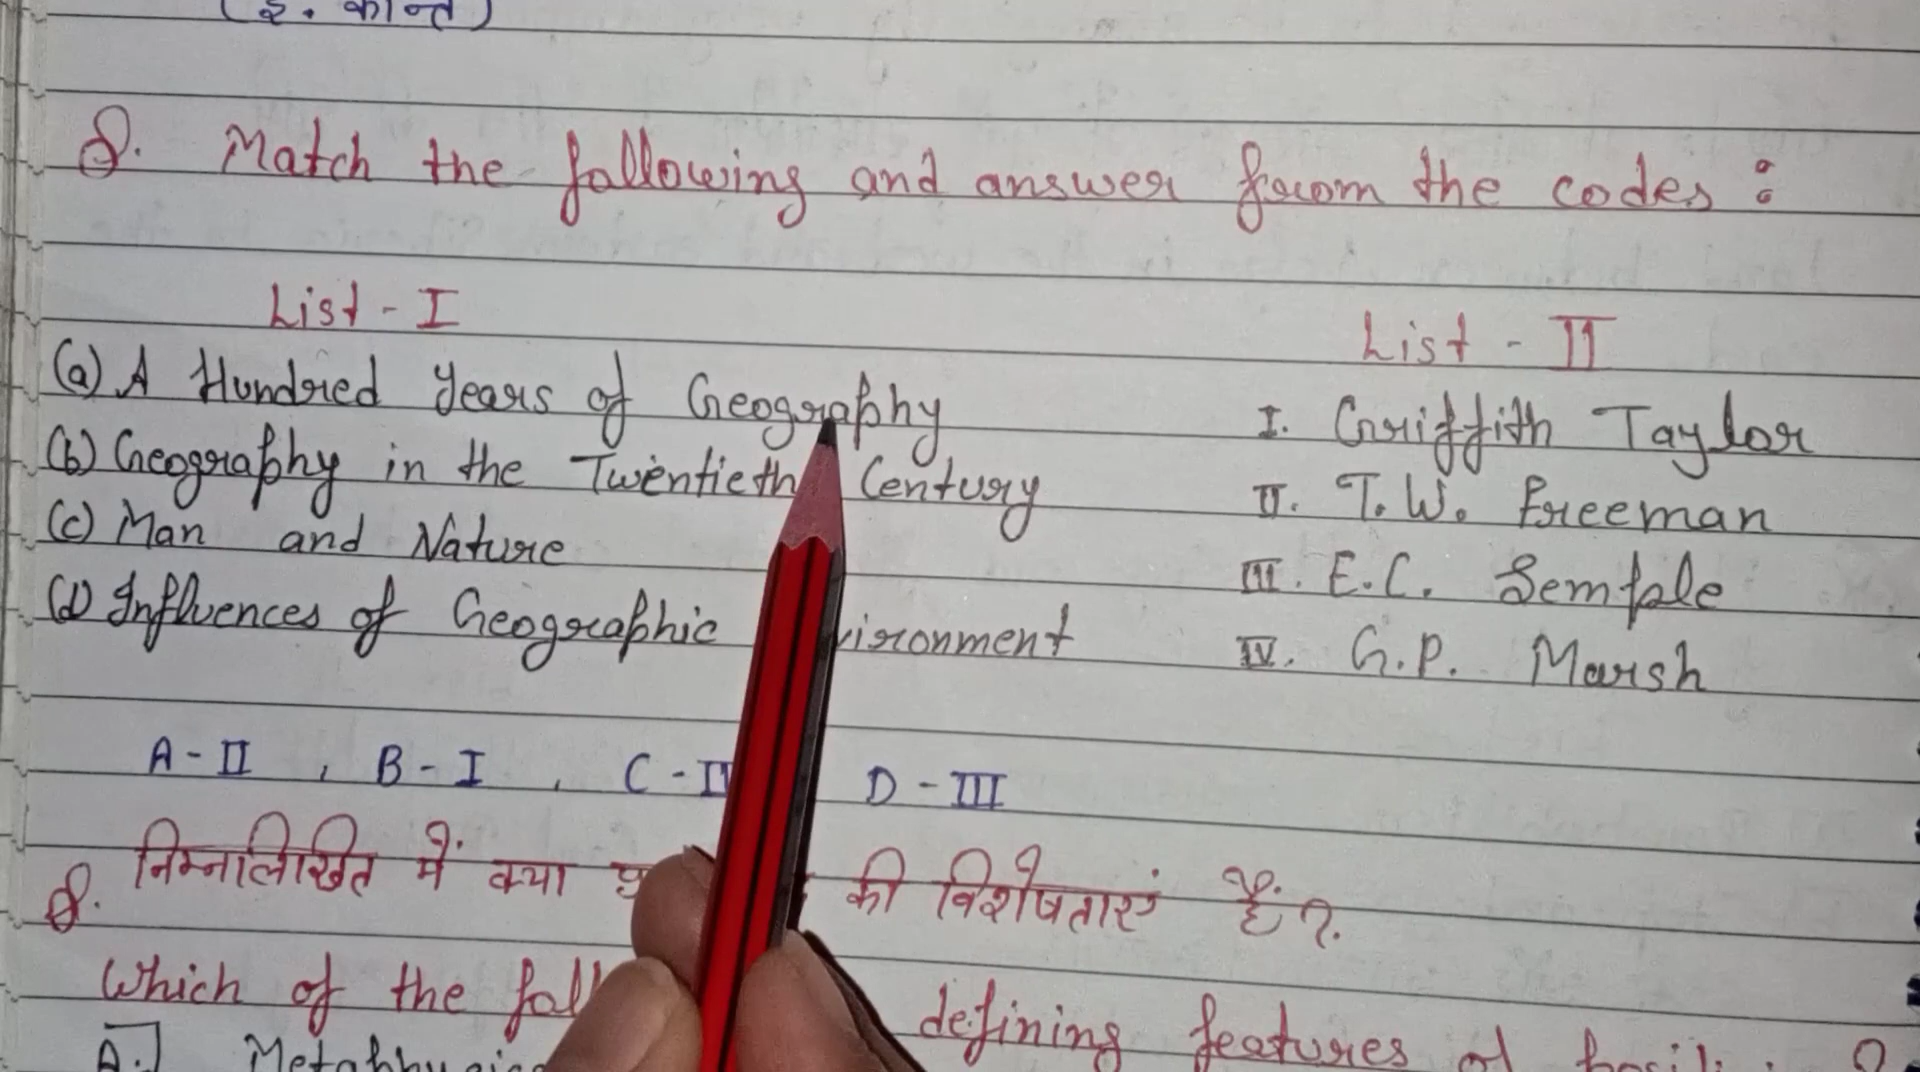 (इ. कान्त)
Q. Match the following and answer from the codes :
List - I
List - II
(a) A Hundred Years of Geography
I. Griffith Taylor
(b) Geography in the Twentieth Century
II. T. W. Freeman
(c) Man and Nature
III. E. C. Semple
(d) Influences of Geographic
IV. G. P. Marsh
A - II , B - I , C - D - III
निम्नलिखित में क्या की विशेषताएं हैं ?
Q.
Which of the defining features of ?
A.